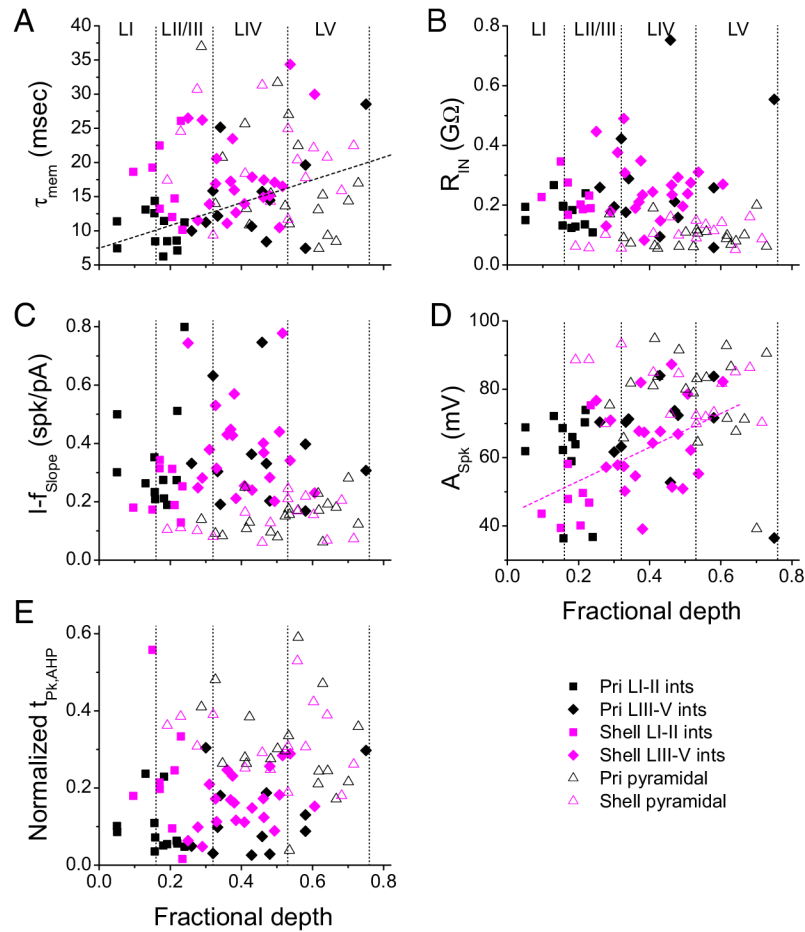 A
LI LII/III LIV LV
40
35
30
25
20
15
10
5
τmem (msec)
B
LI LII/III LIV LV
0.8
0.6
0.4
0.2
0.0
RIN (GΩ)
C
0.8
0.6
0.4
0.2
0.0
I-fSlope (spk/pA)
D
100
80
60
40
ASpk (mV)
0.0 0.2 0.4 0.6 0.8
Fractional depth
E
0.6
0.4
0.2
0.0
Normalized tPk,AHP
0.0 0.2 0.4 0.6 0.8
Fractional depth
Pri LI-II ints
Pri LIII-V ints
Shell LI-II ints
Shell LIII-V ints
Pri pyramidal
Shell pyramidal